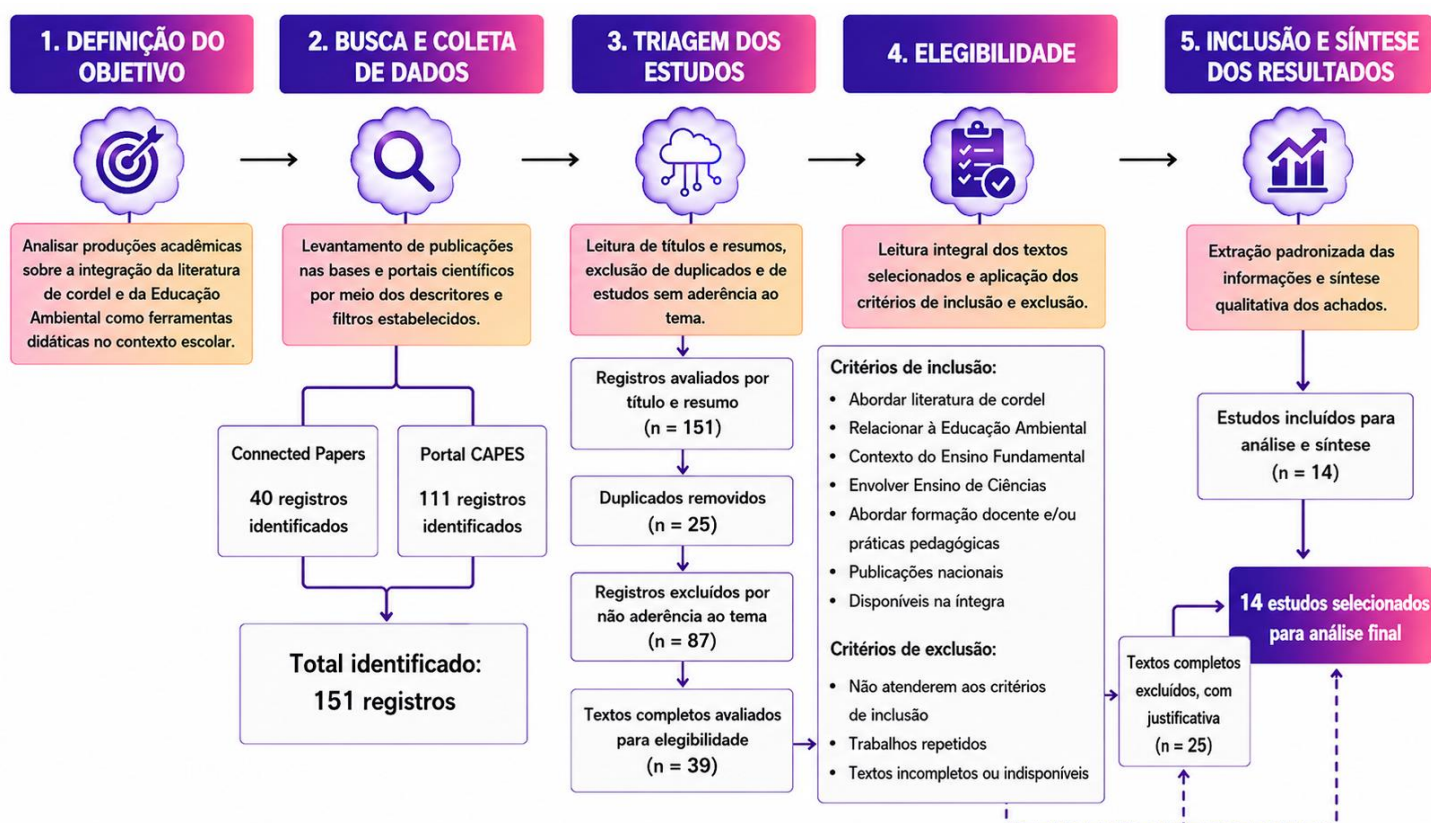 1. DEFINIÇÃO DO
OBJETIVO
2. BUSCA E COLETA
DE DADOS
3. TRIAGEM DOS
ESTUDOS
4. ELEGIBILIDADE
5. INCLUSÃO E SÍNTESE
DOS RESULTADOS
Analisar produções acadêmicas
sobre a integração da literatura
de cordel e da Educação
Ambiental como ferramentas
didáticas no contexto escolar.
Levantamento de publicações
nas bases e portais científicos
por meio dos descritores e
filtros estabelecidos.
Connected Papers
40 registros
identificados
Portal CAPES
111 registros
identificados
Total identificado:
151 registros
Leitura de títulos e resumos,
exclusão de duplicados e de
estudos sem aderência ao
tema.
Registros avaliados por
título e resumo
(n = 151)
Duplicados removidos
(n = 25)
Registros excluídos por
não aderência ao tema
(n = 87)
Textos completos avaliados
para elegibilidade
(n = 39)
Leitura integral dos textos
selecionados e aplicação dos
critérios de inclusão e exclusão.
Critérios de inclusão:
• Abordar literatura de cordel
• Relacionar à Educação Ambiental
• Contexto do Ensino Fundamental
• Envolver Ensino de Ciências
• Abordar formação docente e/ou
práticas pedagógicas
• Publicações nacionais
• Disponíveis na íntegra
Critérios de exclusão:
• Não atenderem aos critérios
de inclusão
• Trabalhos repetidos
• Textos incompletos ou indisponíveis
Textos completos
excluídos, com
justificativa
(n = 25)
Extração padronizada das
informações e síntese
qualitativa dos achados.
Estudos incluídos para
análise e síntese
(n = 14)
14 estudos selecionados
para análise final